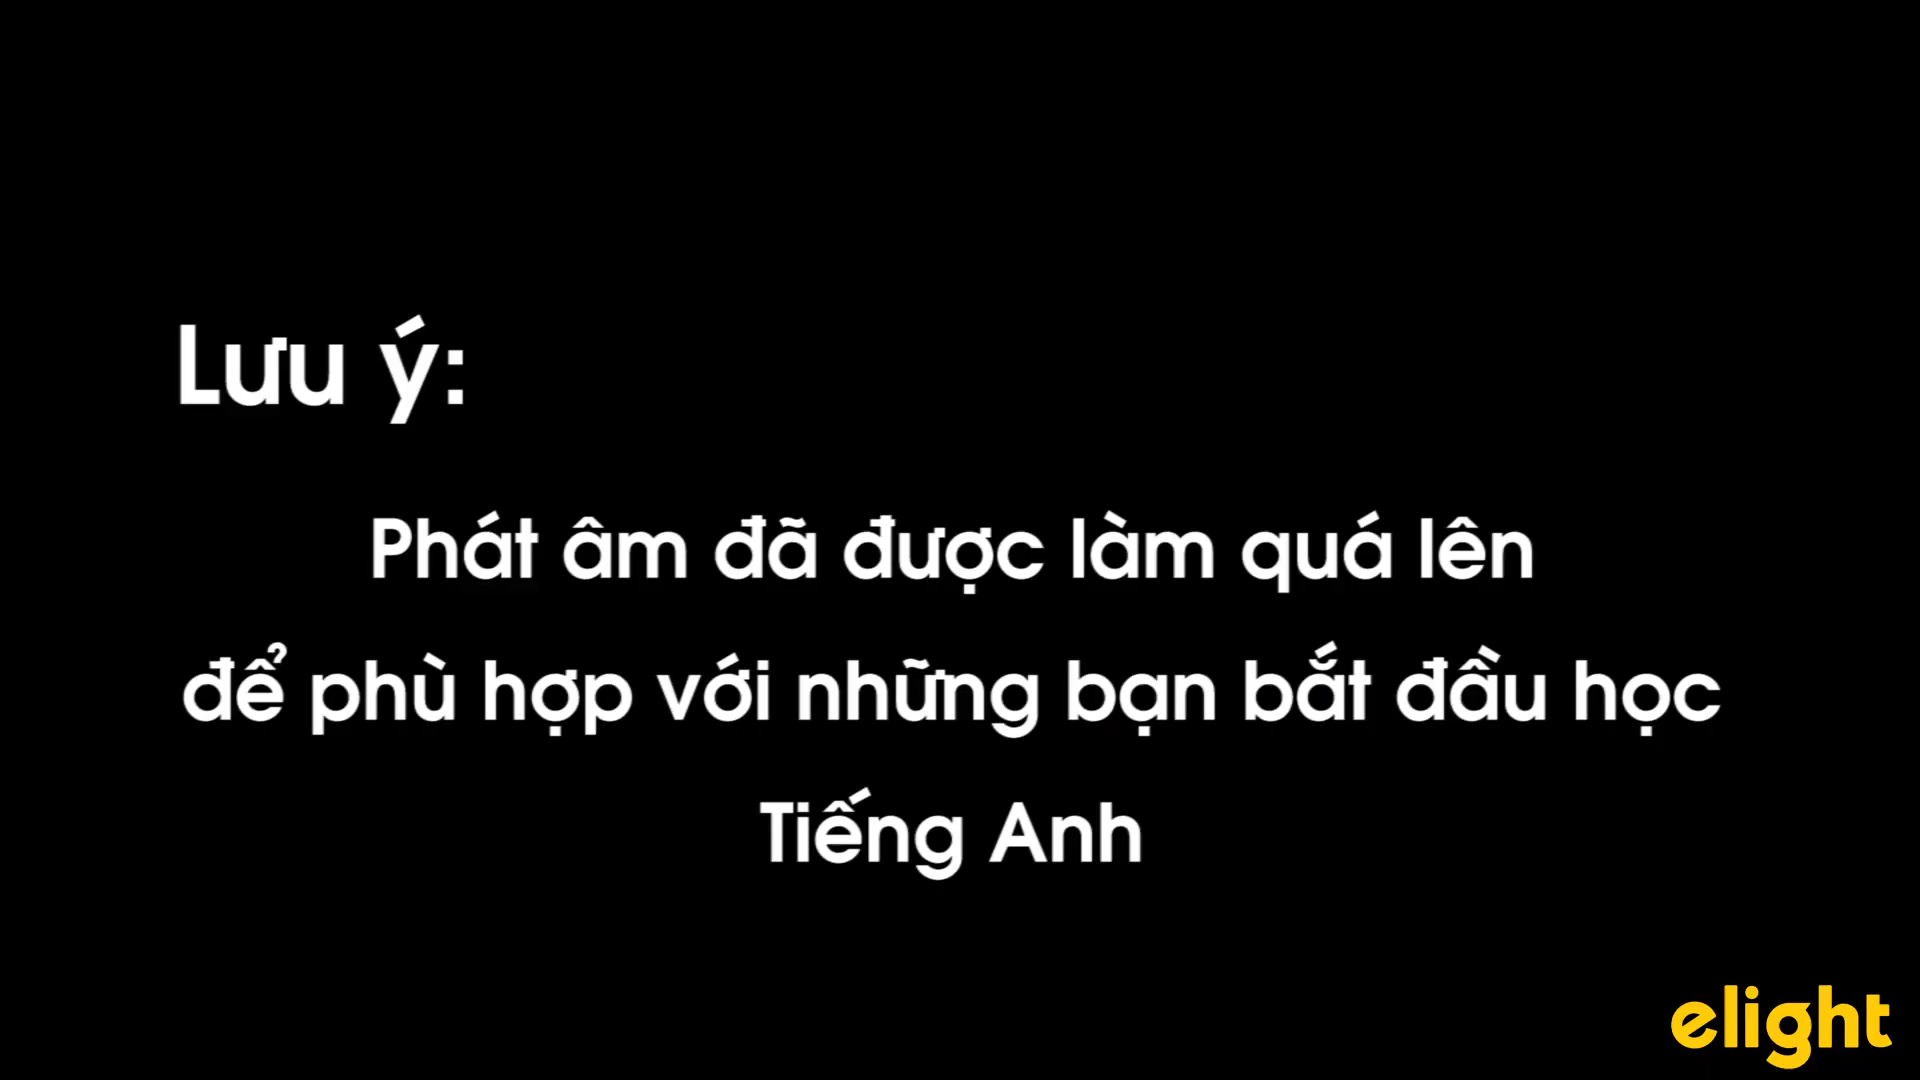 Lưu ý:
Phát âm đã được làm quá lên
để phù hợp với những bạn bắt đầu học
Tiếng Anh
elight